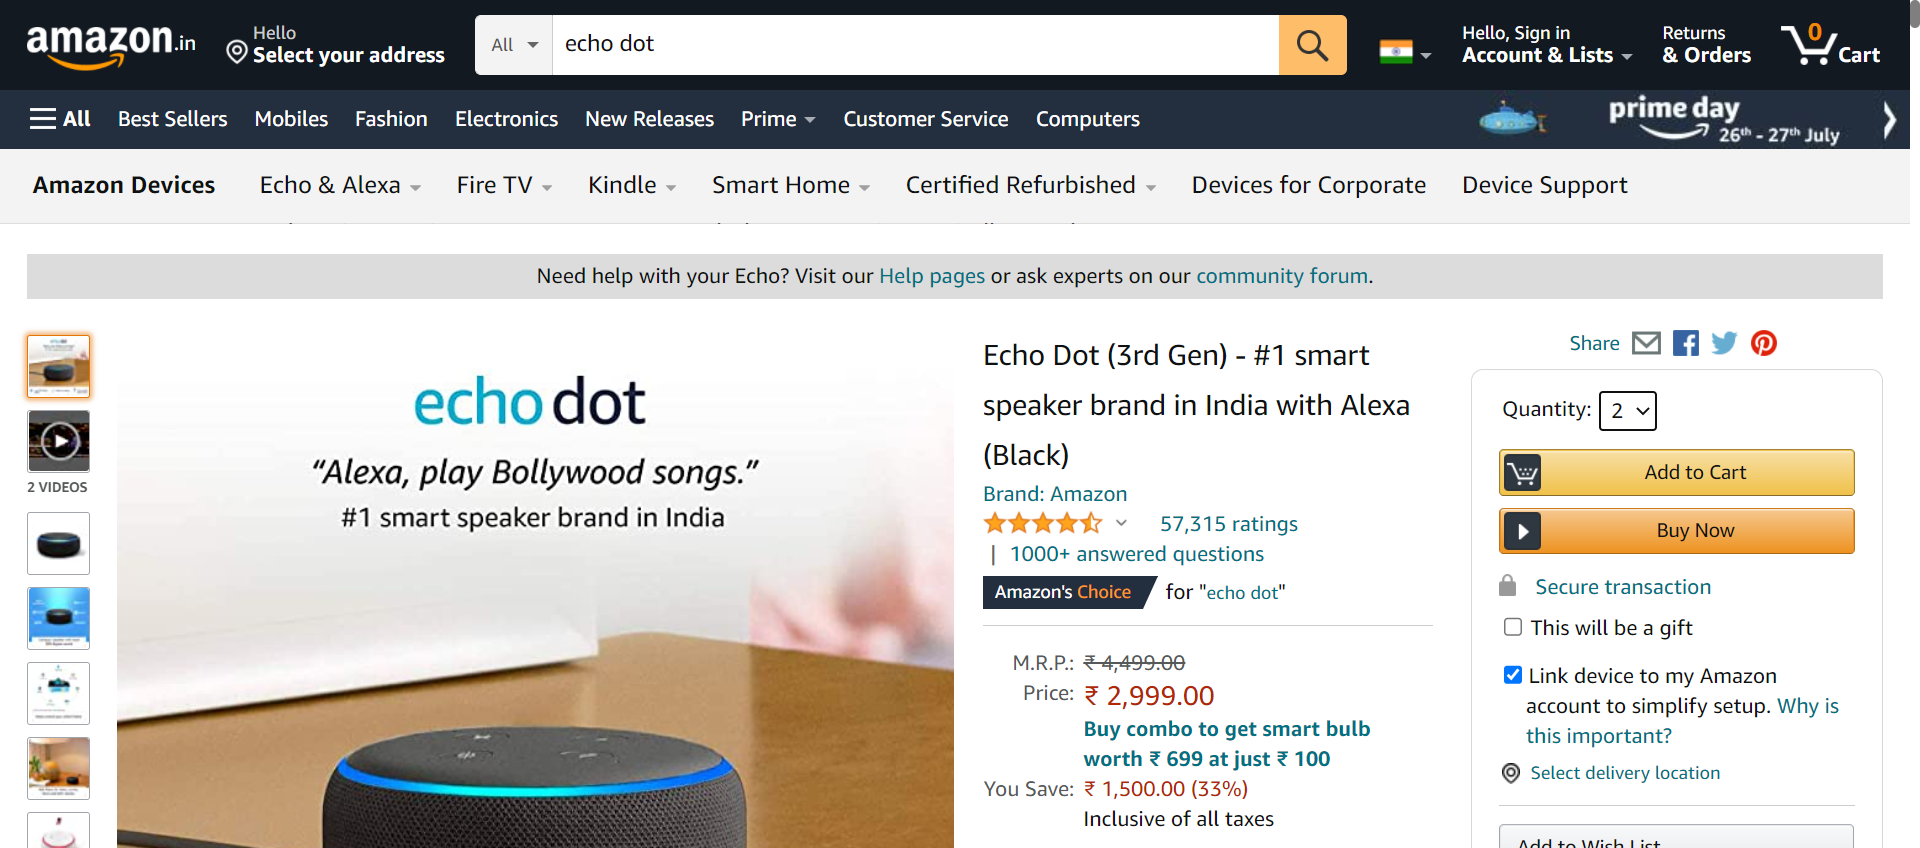 amazon.in
Hello
Select your address
All
echo dot
Hello, Sign in
Account & Lists
Returns
& Orders
0
Cart
All
Best Sellers
Mobiles
Fashion
Electronics
New Releases
Prime
Customer Service
Computers
prime day
26th - 27th July
Amazon Devices
Echo & Alexa
Fire TV
Kindle
Smart Home
Certified Refurbished
Devices for Corporate
Device Support
Need help with your Echo? Visit our Help pages or ask experts on our community forum.
2 VIDEOS
echo dot
“Alexa, play Bollywood songs.”
#1 smart speaker brand in India
Echo Dot (3rd Gen) - #1 smart
speaker brand in India with Alexa
(Black)
Brand: Amazon
57,315 ratings
| 1000+ answered questions
Amazon's Choice for "echo dot"
M.R.P.: ₹ 4,499.00
Price: ₹ 2,999.00
Buy combo to get smart bulb
worth ₹ 699 at just ₹ 100
You Save: ₹ 1,500.00 (33%)
Inclusive of all taxes
Share
Quantity: 2
Add to Cart
Buy Now
Secure transaction
This will be a gift
Link device to my Amazon
account to simplify setup. Why is
this important?
Select delivery location
Add to Wish List